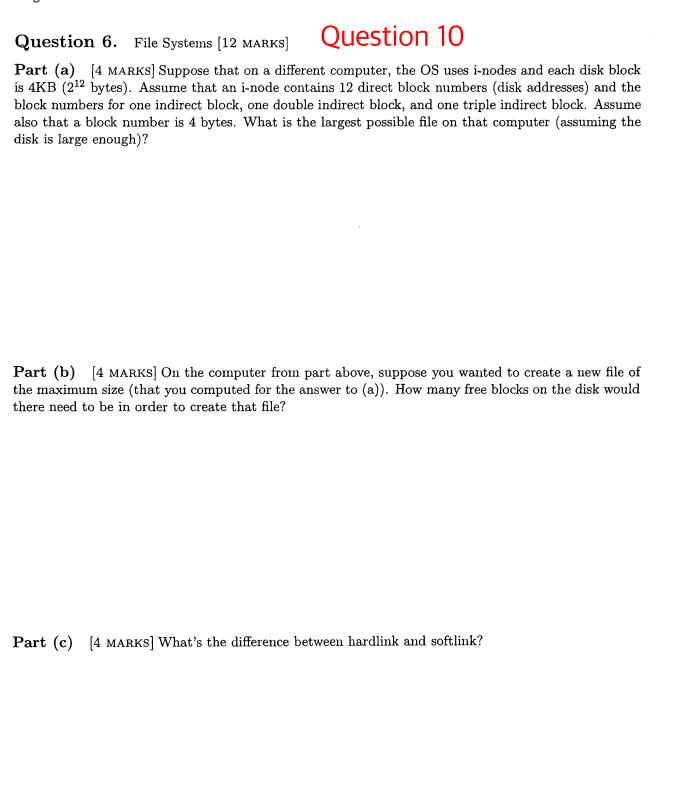 Question 6. File Systems [12 MARKS] Question 10
Part (a) [4 MARKS] Suppose that on a different computer, the OS uses i-nodes and each disk block
is 4KB (2¹² bytes). Assume that an i-node contains 12 direct block numbers (disk addresses) and the
block numbers for one indirect block, one double indirect block, and one triple indirect block. Assume
also that a block number is 4 bytes. What is the largest possible file on that computer (assuming the
disk is large enough)?
Part (b) [4 MARKS] On the computer from part above, suppose you wanted to create a new file of
the maximum size (that you computed for the answer to (a)). How many free blocks on the disk would
there need to be in order to create that file?
Part (c) [4 MARKS] What's the difference between hardlink and softlink?